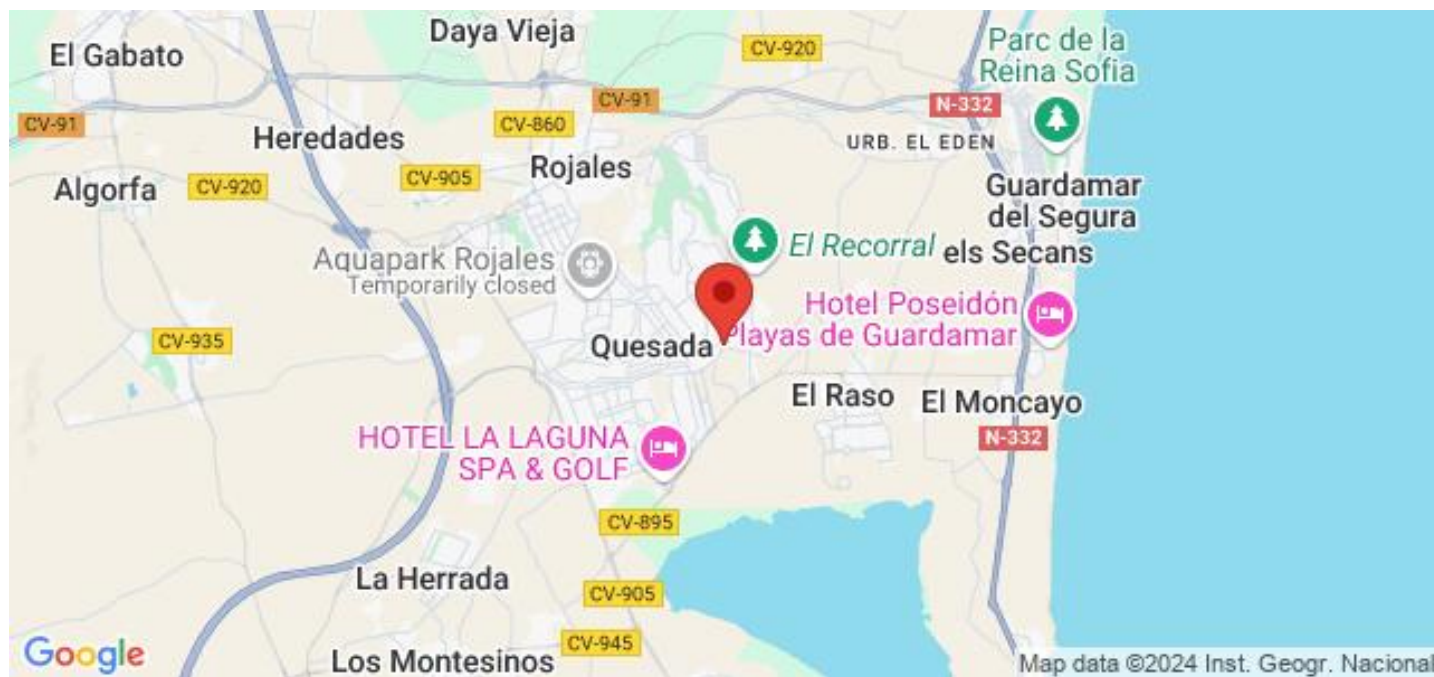 Daya Vieja
CV-920
Parc de la
Reina Sofia
El Gabato
CV-91
N-332
CV-91
CV-860
Heredades
URB. EL EDEN
Rojales
Algorfa
CV-920
CV-905
Guardamar
del Segura
El Recorral
els Secans
Aquapark Rojales
Temporarily closed
Hotel Poseidón
Playas de Guardamar
CV-935
Quesada
El Raso
El Moncayo
HOTEL LA LAGUNA
SPA & GOLF
N-332
CV-895
La Herrada
CV-905
CV-945
Google
Los Montesinos
Map data ©2024 Inst. Geogr. Nacional